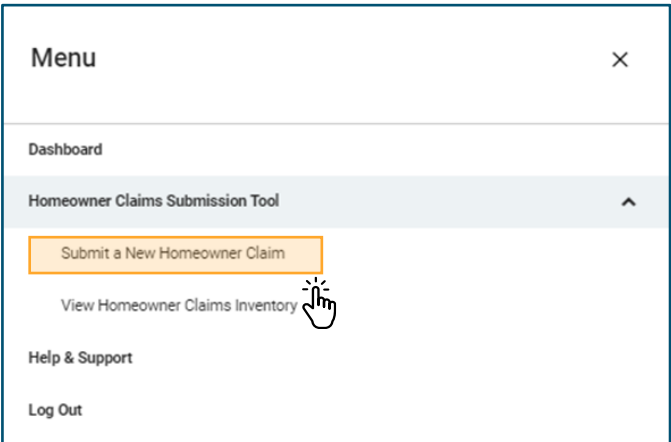 Menu
Dashboard
Homeowner Claims Submission Tool
Submit a New Homeowner Claim
View Homeowner Claims Inventory
Help & Support
Log Out